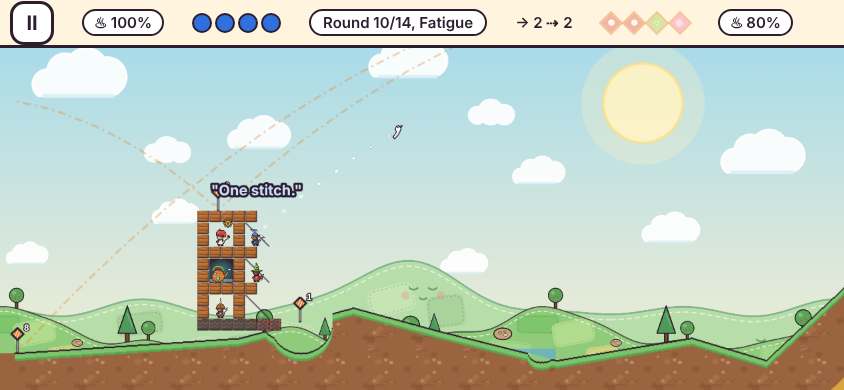 100%
Round 10/14, Fatigue
→ 2 ⇢ 2
80%
"One stitch."
1
8